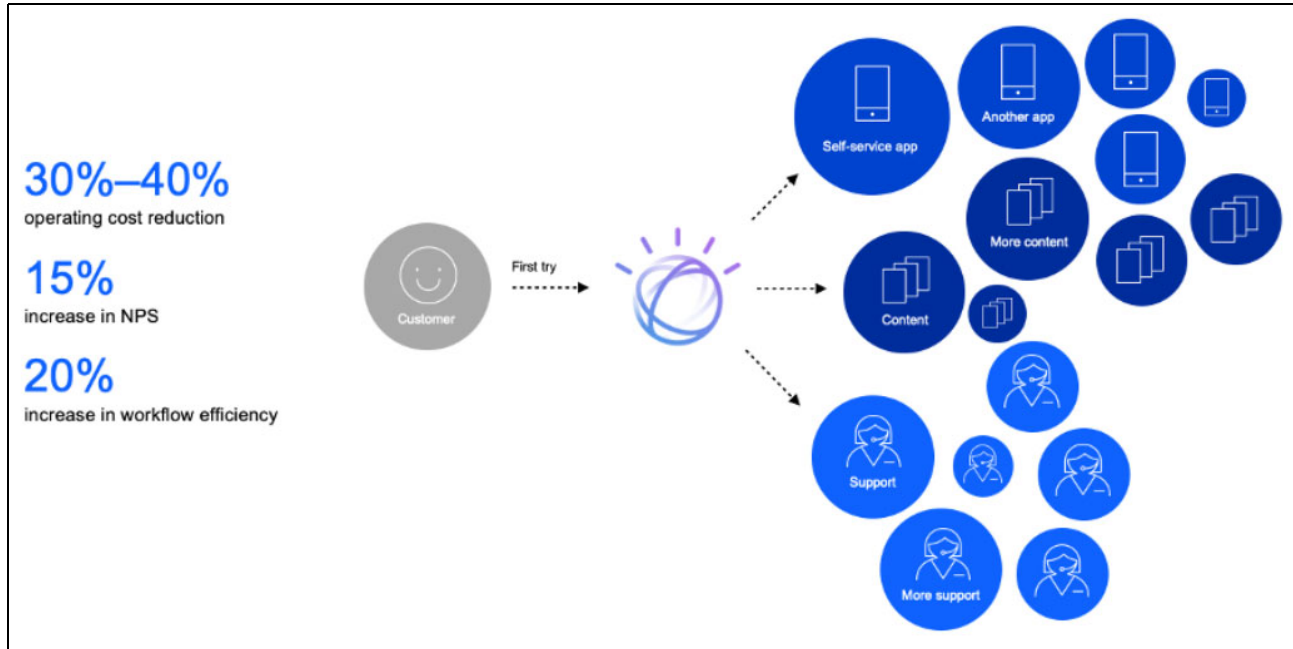 30%–40%
operating cost reduction
15%
increase in NPS
20%
increase in workflow efficiency
Customer
First try
Self-service app
Another app
More content
Content
Support
More support